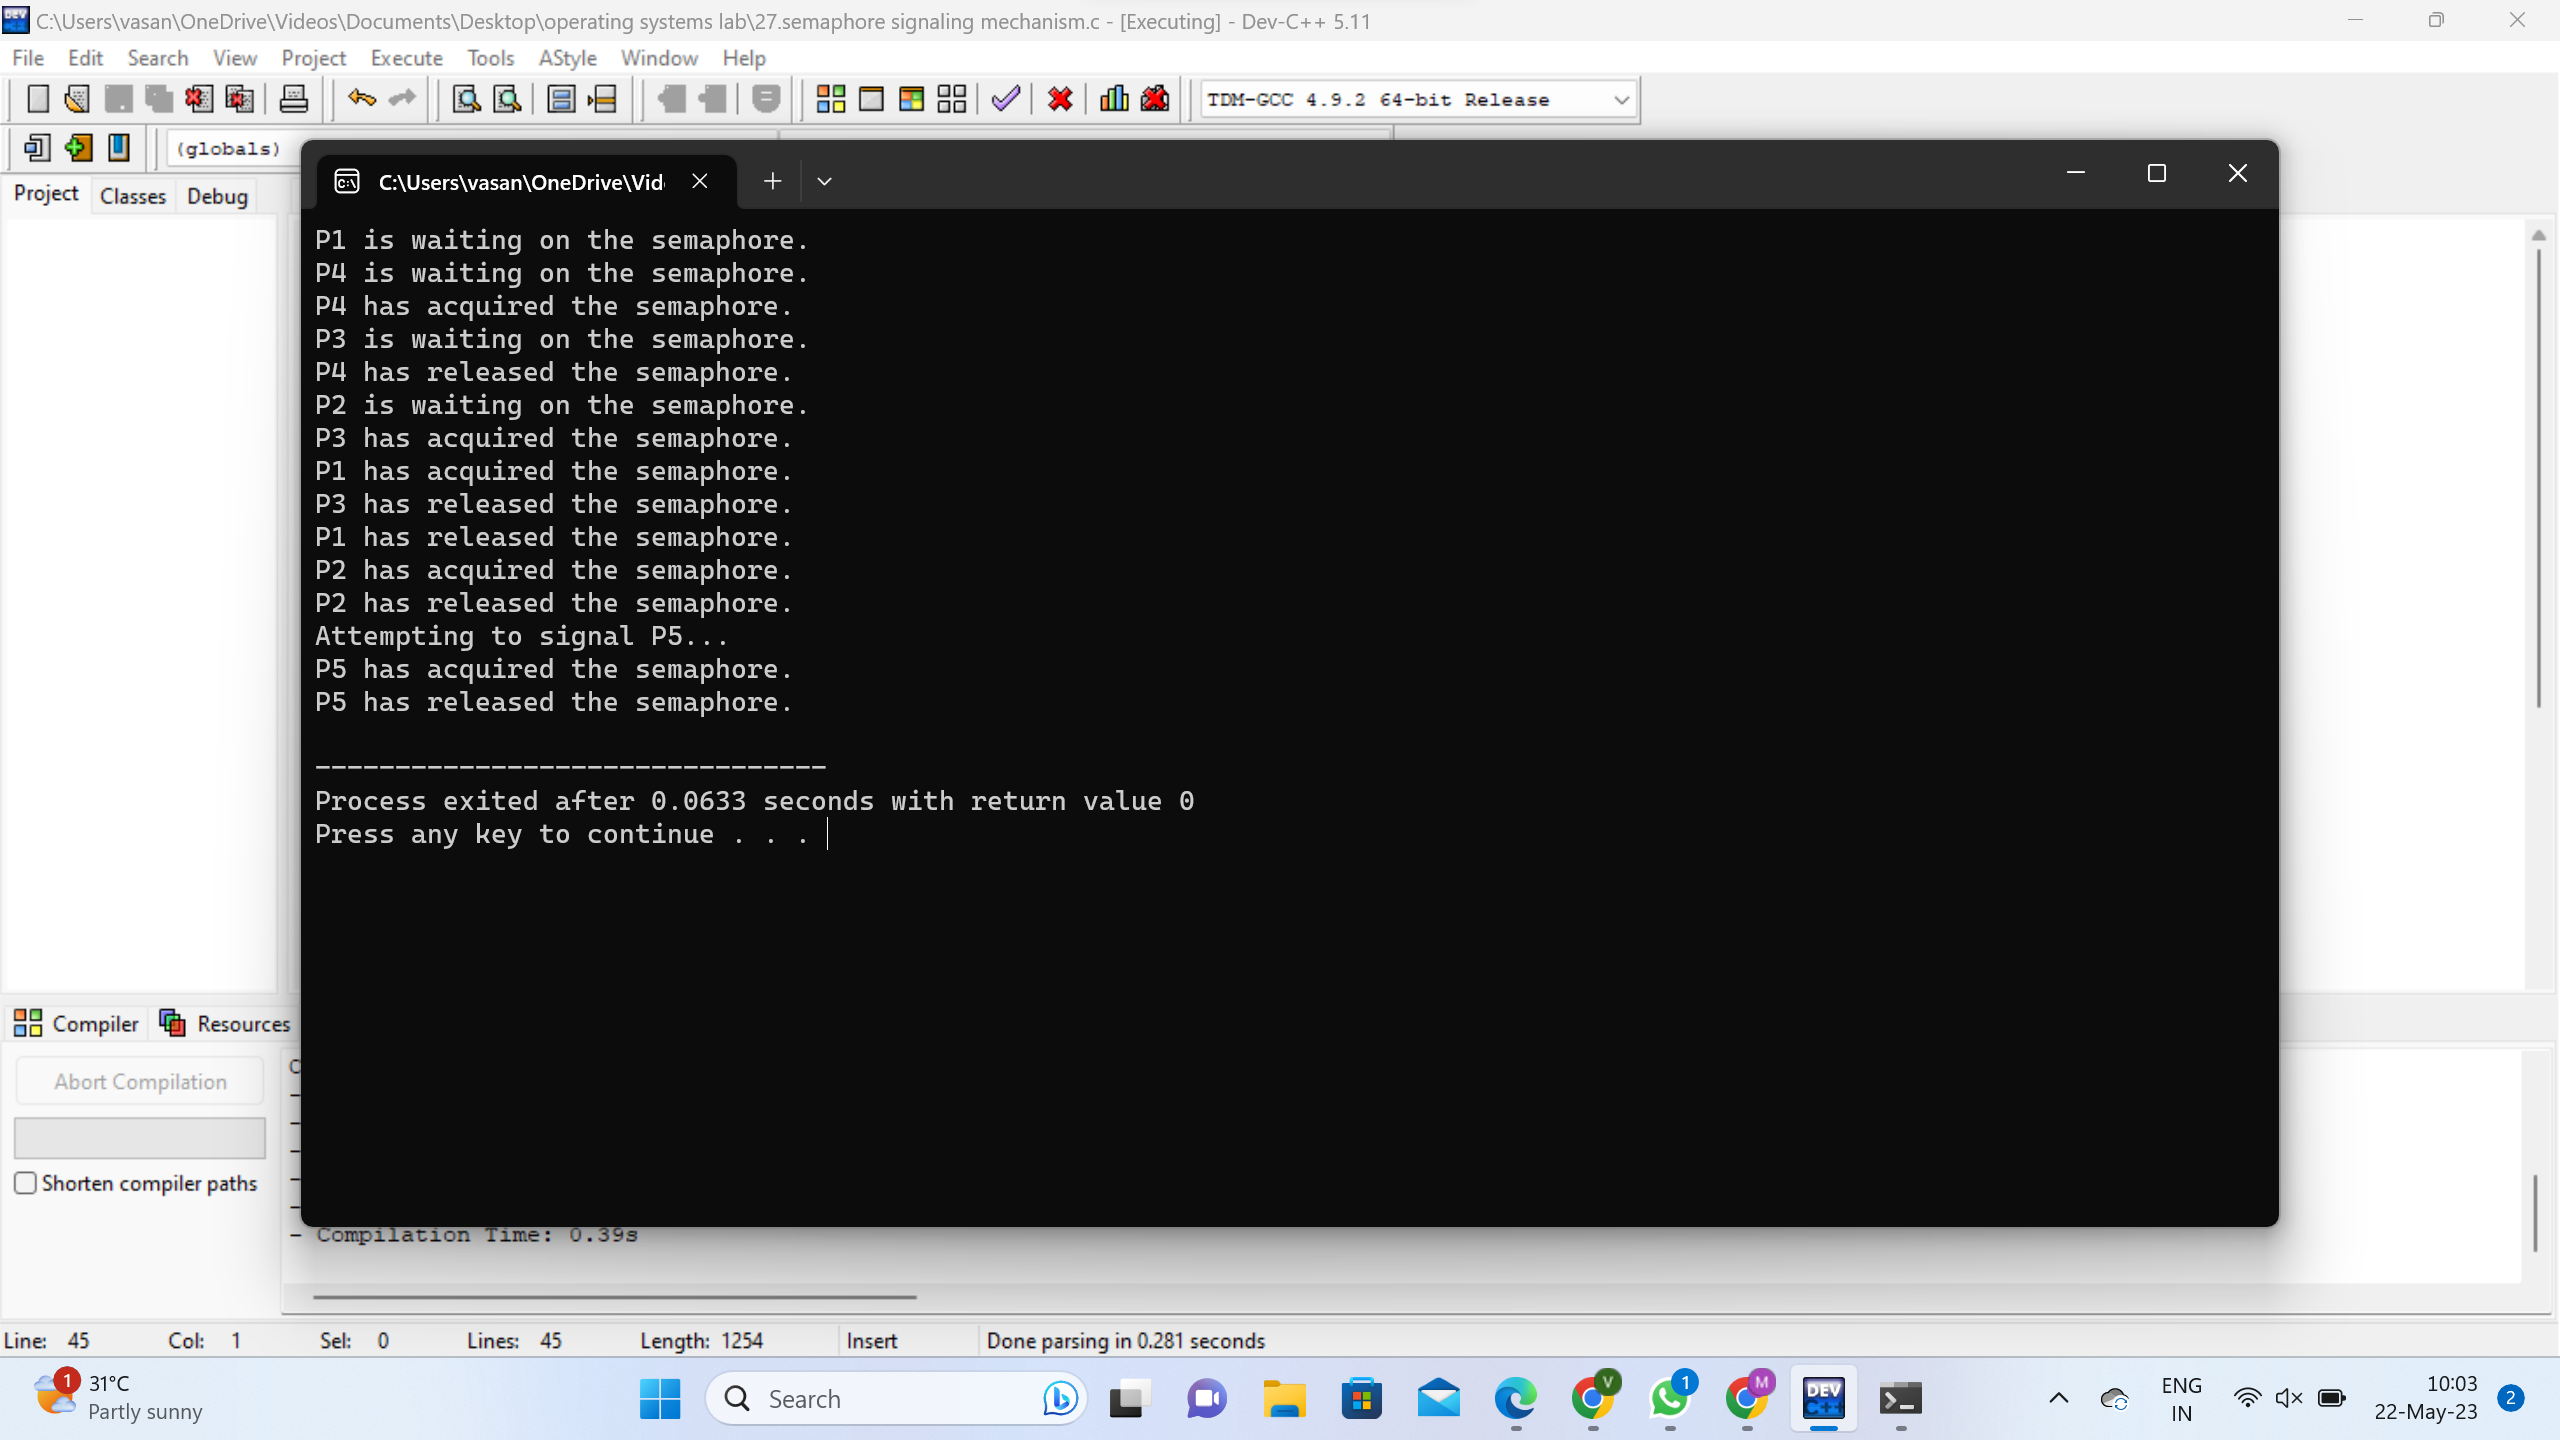 C:\Users\vasan\OneDrive\Videos\Documents\Desktop\operating systems lab\27.semaphore signaling mechanism.c - [Executing] - Dev-C++ 5.11
File Edit Search View Project Execute Tools AStyle Window Help
TDM-GCC 4.9.2 64-bit Release
(globals)
Project Classes Debug
C:\Users\vasan\OneDrive\Vid
P1 is waiting on the semaphore.
P4 is waiting on the semaphore.
P4 has acquired the semaphore.
P3 is waiting on the semaphore.
P4 has released the semaphore.
P2 is waiting on the semaphore.
P3 has acquired the semaphore.
P1 has acquired the semaphore.
P3 has released the semaphore.
P1 has released the semaphore.
P2 has acquired the semaphore.
P2 has released the semaphore.
Attempting to signal P5...
P5 has acquired the semaphore.
P5 has released the semaphore.
--------------------------------
Process exited after 0.0633 seconds with return value 0
Press any key to continue . . .
Compiler Resources
Abort Compilation
Shorten compiler paths
- Compilation Time: 0.39s
Line: 45 Col: 1 Sel: 0 Lines: 45 Length: 1254 Insert Done parsing in 0.281 seconds
1 31°C
Partly sunny
Search
V
1
M
DEV C++
ENG
IN
10:03
22-May-23
2